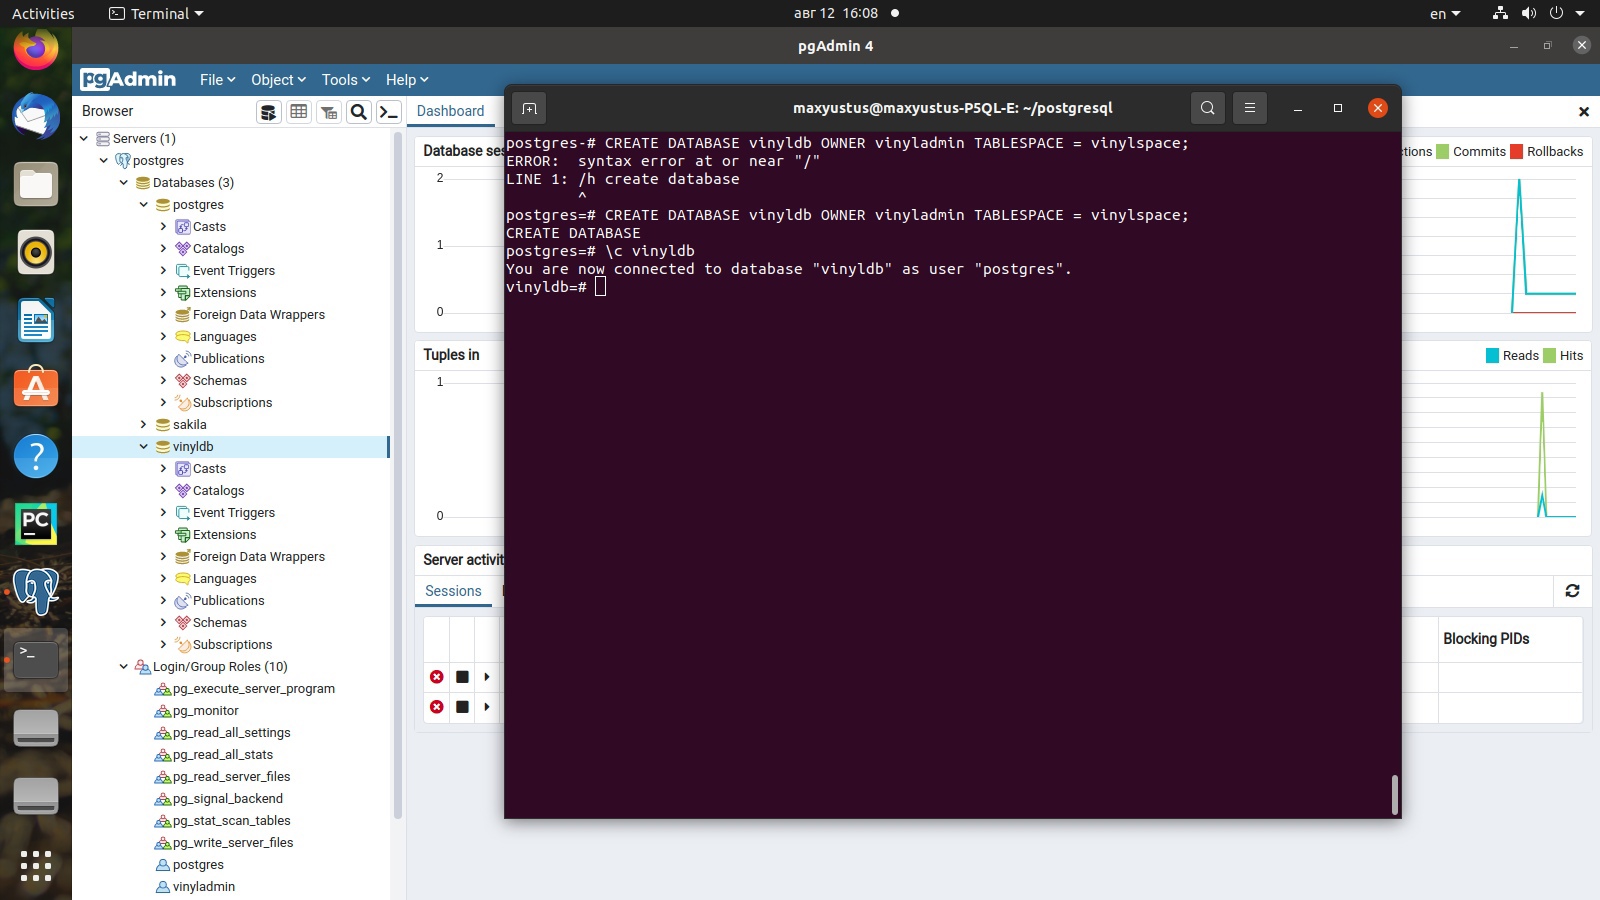 Activities
Terminal
авг 12 16:08
en
pgAdmin 4
pgAdmin
File
Object
Tools
Help
Browser
Dashboard
maxyustus@maxyustus-P5QL-E: ~/postgresql
Servers (1)
postgres
Databases (3)
postgres
Casts
Catalogs
Event Triggers
Extensions
Foreign Data Wrappers
Languages
Publications
Schemas
Subscriptions
sakila
vinyldb
Casts
Catalogs
Event Triggers
Extensions
Foreign Data Wrappers
Languages
Publications
Schemas
Subscriptions
Login/Group Roles (10)
pg_execute_server_program
pg_monitor
pg_read_all_settings
pg_read_all_stats
pg_read_server_files
pg_signal_backend
pg_stat_scan_tables
pg_write_server_files
postgres
vinyladmin
Database ses
2
1
0
Tuples in
1
0
Server activit
Sessions
postgres-# CREATE DATABASE vinyldb OWNER vinyladmin TABLESPACE = vinylspace;
ERROR:  syntax error at or near "/"
LINE 1: /h create database
^
postgres=# CREATE DATABASE vinyldb OWNER vinyladmin TABLESPACE = vinylspace;
CREATE DATABASE
postgres=# \c vinyldb
You are now connected to database "vinyldb" as user "postgres".
vinyldb=#
ctions Commits Rollbacks
Reads Hits
Blocking PIDs
PC